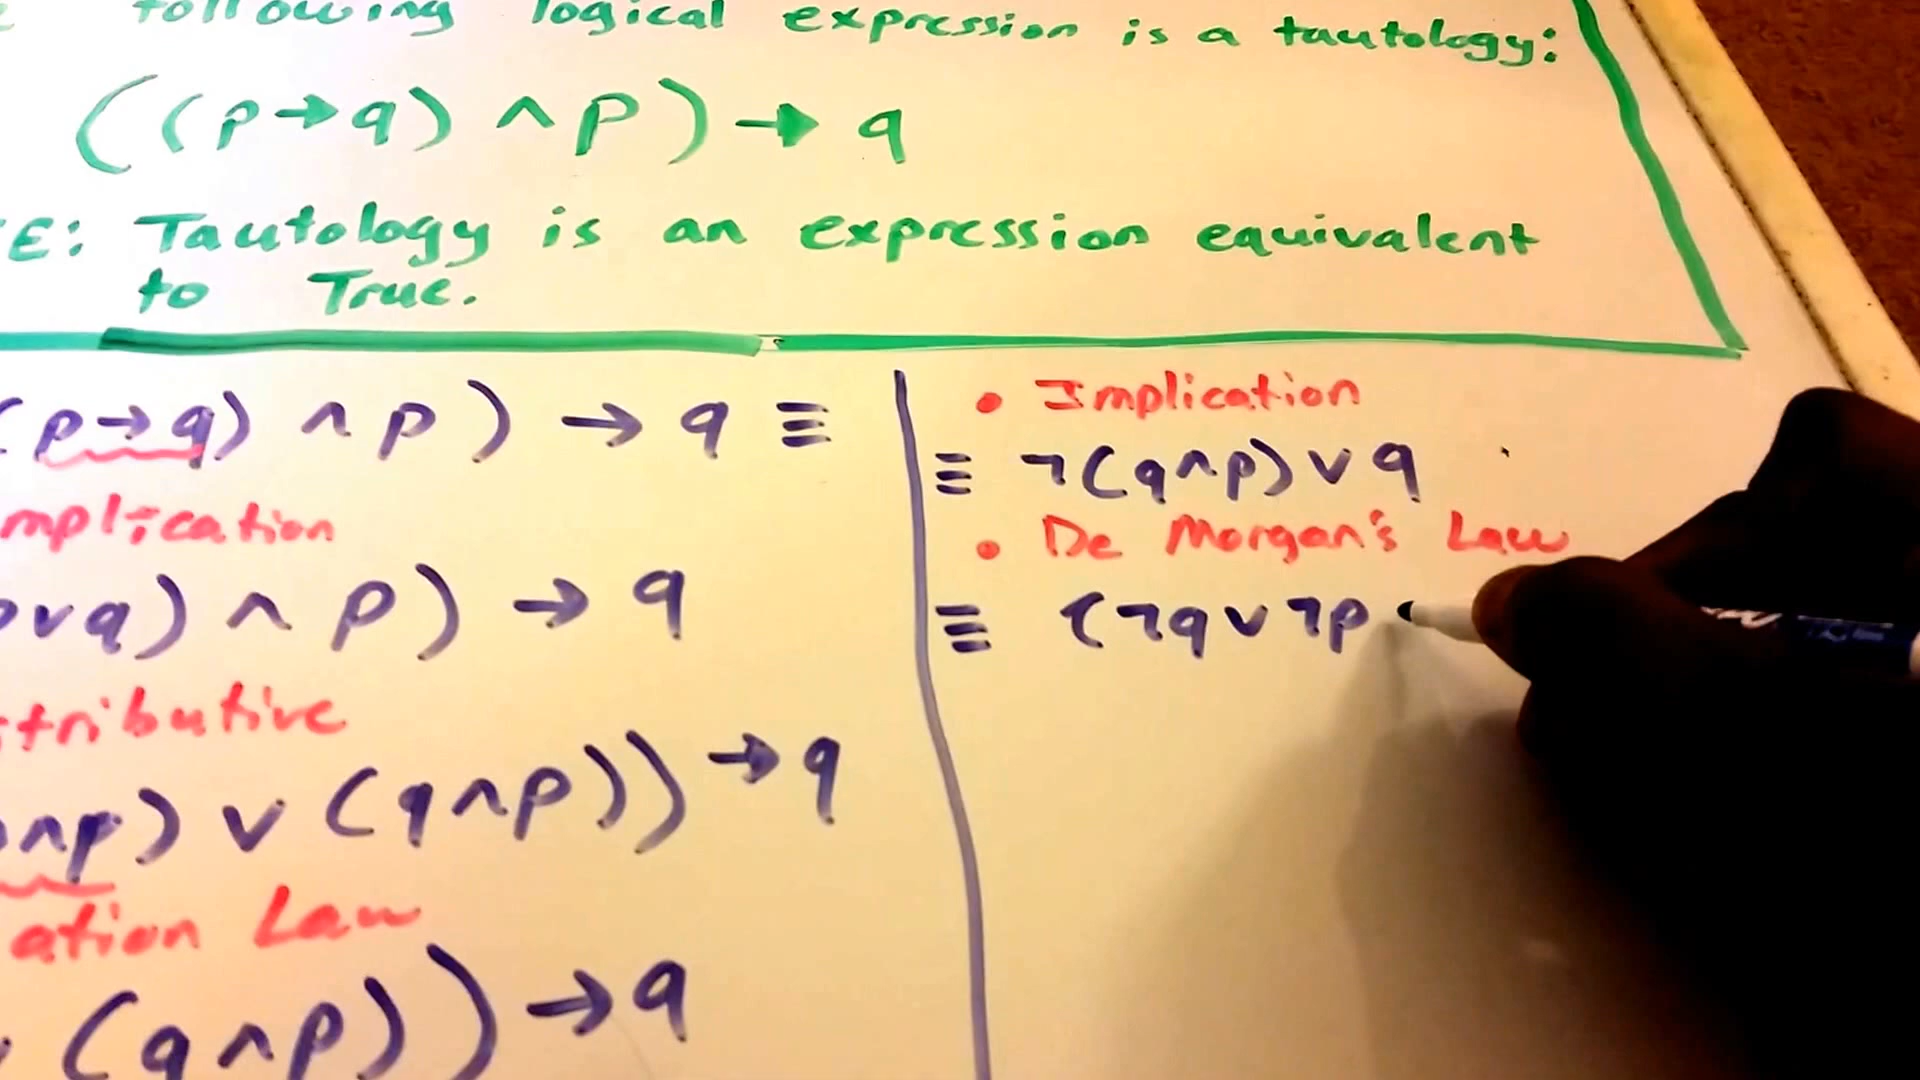 following logical expression is a tautology:
((p→q) ∧ p) → q
E: Tautology is an expression equivalent
to True.
(p→q) ∧ p) → q ≡
mplication
∨q) ∧ p) → q
tributive
∧p) ∨ (q∧p)) → q
ation Law
(q∧p)) → q
• Implication
≡ ¬(q∧p) ∨ q
• De Morgan's Law
≡ (¬q ∨ ¬p